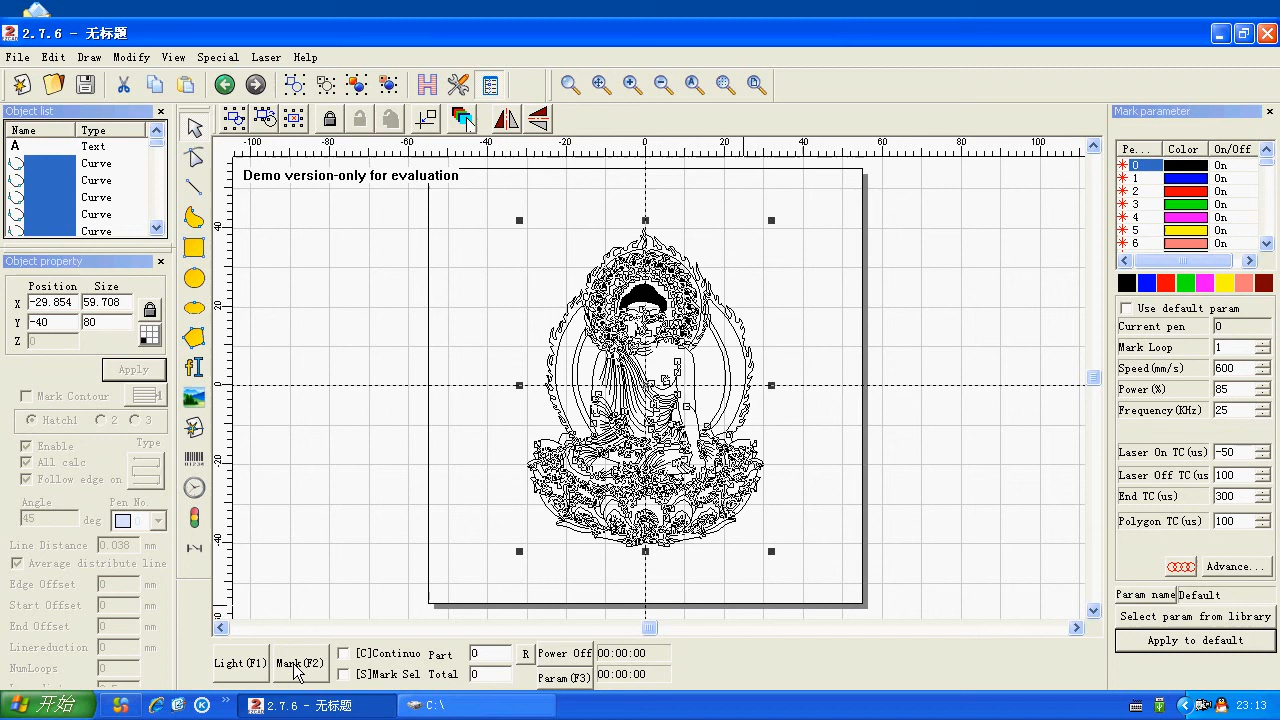 2.7.6 - 无标题
File Edit Draw Modify View Special Laser Help
Object list
Name Type
A Text
Curve
Curve
Curve
Curve
Curve
Object property
Position Size
X -29.854 59.708
Y -40 80
Z 0
Apply
Mark Contour
Hatch1 2 3
Enable Type
All calc
Follow edge on
Angle Pen No.
45 deg 0
Line Distance 0.038 mm
Average distribute line
Edge Offset 0 mm
Start Offset 0 mm
End Offset 0 mm
Linereduction 0 mm
NumLoops 0
-100 -80 -60 -40 -20 0 20 40 60 80 100
40
20
0
-20
-40
Demo version-only for evaluation
Light(F1) Mark(F2)
[C]Continuo Part 0 R Power Off 00:00:00
[S]Mark Sel Total 0 Param(F3) 00:00:00
Mark parameter
Pe... Color On/Off
0 On
1 On
2 On
3 On
4 On
5 On
6 On
Use default param
Current pen 0
Mark Loop 1
Speed(mm/s) 600
Power(%) 85
Frequency(KHz) 25
Laser On TC(us) -50
Laser Off TC(us 100
End TC(us) 300
Polygon TC(us) 100
Advance...
Param name Default
Select param from library
Apply to default
开始 2.7.6 - 无标题 C:\ 23:13